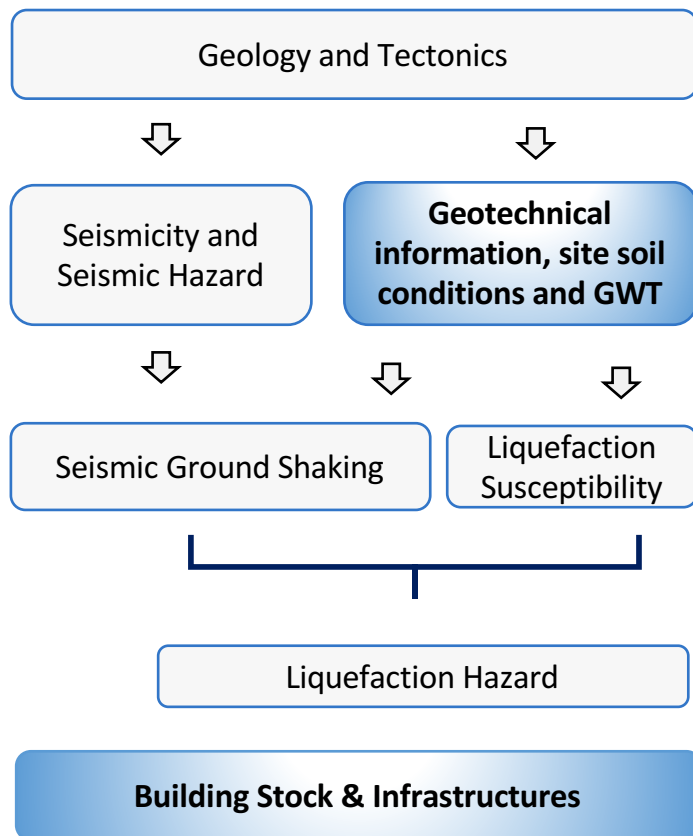 Geology and Tectonics
Seismicity and
Seismic Hazard
Geotechnical
information, site soil
conditions and GWT
Seismic Ground Shaking
Liquefaction
Susceptibility
Liquefaction Hazard
Building Stock & Infrastructures